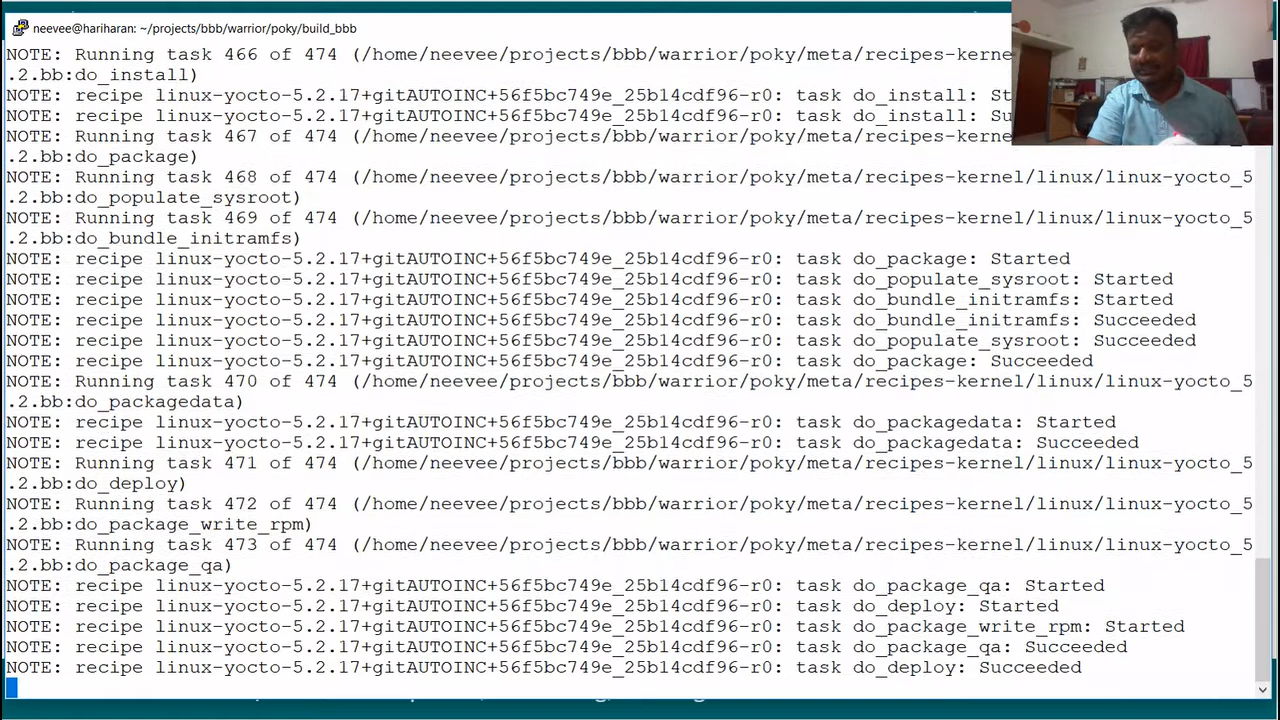 neevee@hariharan: ~/projects/bbb/warrior/poky/build_bbb
NOTE: Running task 466 of 474 (/home/neevee/projects/bbb/warrior/poky/meta/recipes-kern
.2.bb:do_install)
NOTE: recipe linux-yocto-5.2.17+gitAUTOINC+56f5bc749e_25b14cdf96-r0: task do_install: St
NOTE: recipe linux-yocto-5.2.17+gitAUTOINC+56f5bc749e_25b14cdf96-r0: task do_install: Su
NOTE: Running task 467 of 474 (/home/neevee/projects/bbb/warrior/poky/meta/recipes-kerne
.2.bb:do_package)
NOTE: Running task 468 of 474 (/home/neevee/projects/bbb/warrior/poky/meta/recipes-kernel/linux/linux-yocto_5
.2.bb:do_populate_sysroot)
NOTE: Running task 469 of 474 (/home/neevee/projects/bbb/warrior/poky/meta/recipes-kernel/linux/linux-yocto_5
.2.bb:do_bundle_initramfs)
NOTE: recipe linux-yocto-5.2.17+gitAUTOINC+56f5bc749e_25b14cdf96-r0: task do_package: Started
NOTE: recipe linux-yocto-5.2.17+gitAUTOINC+56f5bc749e_25b14cdf96-r0: task do_populate_sysroot: Started
NOTE: recipe linux-yocto-5.2.17+gitAUTOINC+56f5bc749e_25b14cdf96-r0: task do_bundle_initramfs: Started
NOTE: recipe linux-yocto-5.2.17+gitAUTOINC+56f5bc749e_25b14cdf96-r0: task do_bundle_initramfs: Succeeded
NOTE: recipe linux-yocto-5.2.17+gitAUTOINC+56f5bc749e_25b14cdf96-r0: task do_populate_sysroot: Succeeded
NOTE: recipe linux-yocto-5.2.17+gitAUTOINC+56f5bc749e_25b14cdf96-r0: task do_package: Succeeded
NOTE: Running task 470 of 474 (/home/neevee/projects/bbb/warrior/poky/meta/recipes-kernel/linux/linux-yocto_5
.2.bb:do_packagedata)
NOTE: recipe linux-yocto-5.2.17+gitAUTOINC+56f5bc749e_25b14cdf96-r0: task do_packagedata: Started
NOTE: recipe linux-yocto-5.2.17+gitAUTOINC+56f5bc749e_25b14cdf96-r0: task do_packagedata: Succeeded
NOTE: Running task 471 of 474 (/home/neevee/projects/bbb/warrior/poky/meta/recipes-kernel/linux/linux-yocto_5
.2.bb:do_deploy)
NOTE: Running task 472 of 474 (/home/neevee/projects/bbb/warrior/poky/meta/recipes-kernel/linux/linux-yocto_5
.2.bb:do_package_write_rpm)
NOTE: Running task 473 of 474 (/home/neevee/projects/bbb/warrior/poky/meta/recipes-kernel/linux/linux-yocto_5
.2.bb:do_package_qa)
NOTE: recipe linux-yocto-5.2.17+gitAUTOINC+56f5bc749e_25b14cdf96-r0: task do_package_qa: Started
NOTE: recipe linux-yocto-5.2.17+gitAUTOINC+56f5bc749e_25b14cdf96-r0: task do_deploy: Started
NOTE: recipe linux-yocto-5.2.17+gitAUTOINC+56f5bc749e_25b14cdf96-r0: task do_package_write_rpm: Started
NOTE: recipe linux-yocto-5.2.17+gitAUTOINC+56f5bc749e_25b14cdf96-r0: task do_package_qa: Succeeded
NOTE: recipe linux-yocto-5.2.17+gitAUTOINC+56f5bc749e_25b14cdf96-r0: task do_deploy: Succeeded